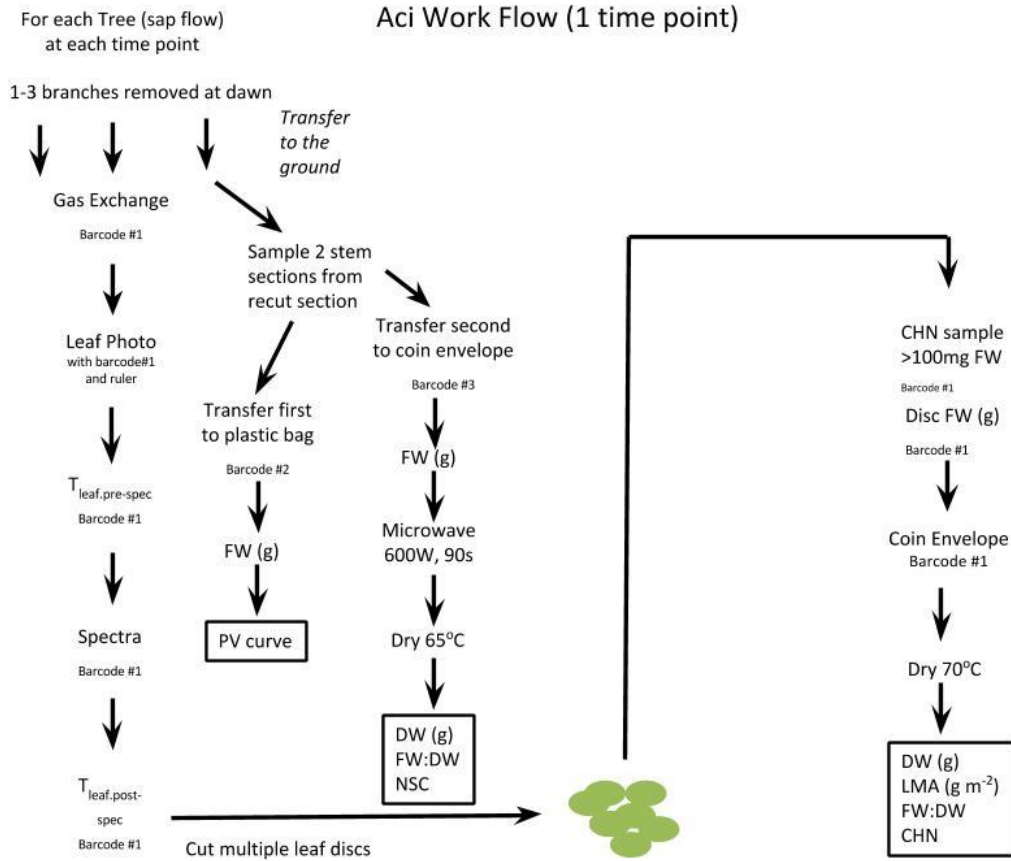 Aci Work Flow (1 time point)
For each Tree (sap flow)
at each time point
1-3 branches removed at dawn
Transfer
to the
ground
Gas Exchange
Barcode #1
Leaf Photo
with barcode#1
and ruler
T leaf.pre-spec
Barcode #1
Spectra
Barcode #1
T leaf.post-
spec
Barcode #1
Sample 2 stem
sections from
recut section
Transfer first
to plastic bag
Barcode #2
FW (g)
PV curve
Transfer second
to coin envelope
Barcode #3
FW (g)
Microwave
600W, 90s
Dry 65°C
DW (g)
FW:DW
NSC
Cut multiple leaf discs
CHN sample
>100mg FW
Barcode #1
Disc FW (g)
Barcode #1
Coin Envelope
Barcode #1
Dry 70°C
DW (g)
LMA (g m⁻²)
FW:DW
CHN